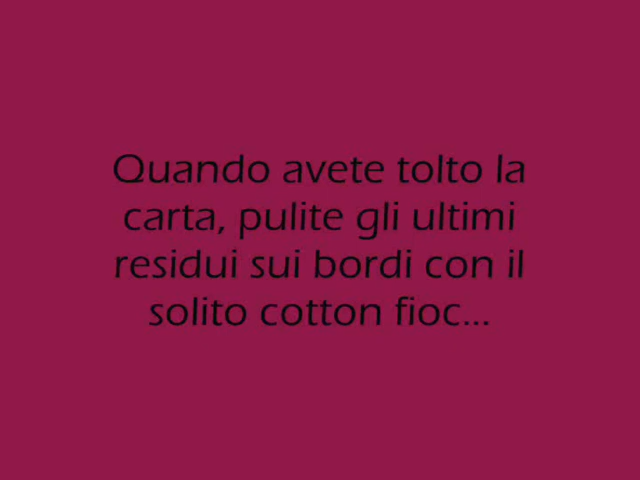 Quando avete tolto la
carta, pulite gli ultimi
residui sui bordi con il
solito cotton fioc...